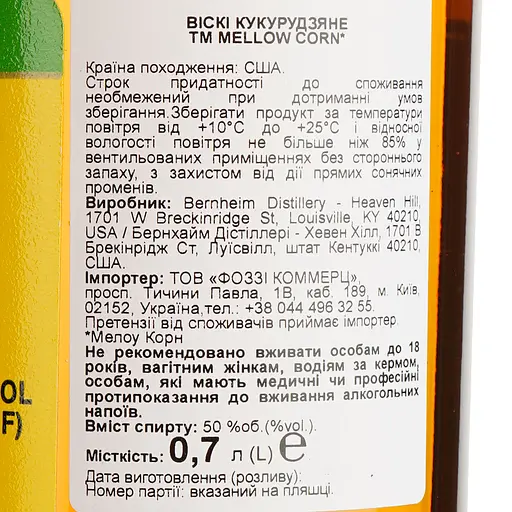 ВІСКІ КУКУРУДЗЯНЕ
ТМ MELLOW CORN*
Країна походження: США.
Строк придатності до споживання
необмежений при дотриманні умов
зберігання.Зберігати продукт за температури
повітря від +10°C до +25°C і відносної
вологості повітря не більше ніж 85% у
вентильованих приміщеннях без стороннього
запаху, з захистом від дії прямих сонячних
променів.
Виробник: Bernheim Distillery - Heaven Hill,
1701 W Breckinridge St, Louisville, KY 40210,
USA / Бернхайм Дістіллері - Хевен Хілл, 1701 В
Брекінрідж Ст, Луїсвілл, штат Кентуккі 40210,
США.
Імпортер: ТОВ «ФОЗЗІ КОММЕРЦ»,
просп. Тичини Павла, 1В, каб. 189, м. Київ,
02152, Україна,тел.: +38 044 496 32 55.
Претензії від споживачів приймає імпортер.
*Мелоу Корн
Не рекомендовано вживати особам до 18
років, вагітним жінкам, водіям за кермом,
особам, які мають медичні чи професійні
протипоказання до вживання алкогольних
напоїв.
Вміст спирту: 50 %об.(%vol.).
Місткість: 0,7 л (L) e
Дата виготовлення (розливу):
Номер партії: вказаний на пляшці.
OL
F)